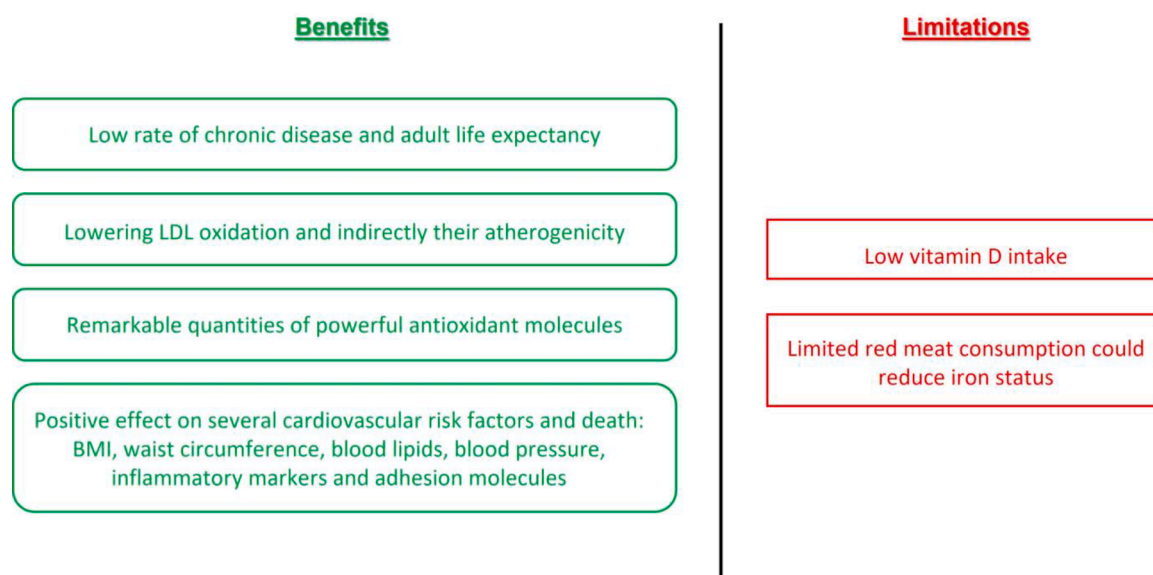 Benefits
Low rate of chronic disease and adult life expectancy
Lowering LDL oxidation and indirectly their atherogenicity
Remarkable quantities of powerful antioxidant molecules
Positive effect on several cardiovascular risk factors and death:
BMI, waist circumference, blood lipids, blood pressure,
inflammatory markers and adhesion molecules
Limitations
Low vitamin D intake
Limited red meat consumption could
reduce iron status